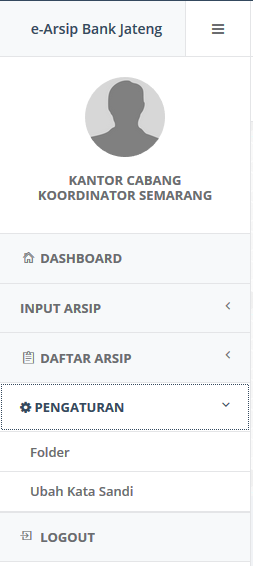 e-Arsip Bank Jateng
KANTOR CABANG
KOORDINATOR SEMARANG
DASHBOARD
INPUT ARSIP
DAFTAR ARSIP
PENGATURAN
Folder
Ubah Kata Sandi
LOGOUT